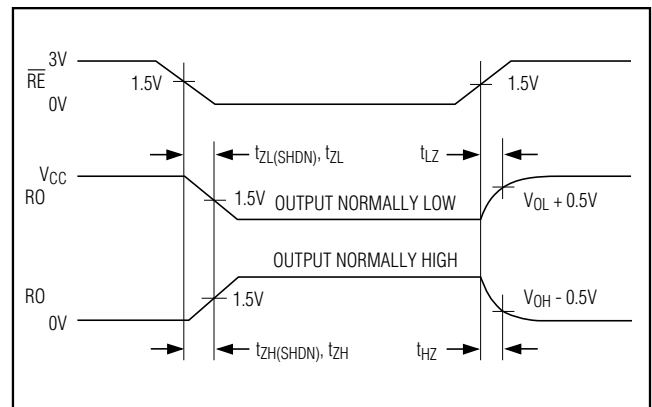 3V
RE
1.5V
1.5V
0V
tZL(SHDN), tZL
tLZ
VCC
RO
1.5V
OUTPUT NORMALLY LOW
VOL + 0.5V
OUTPUT NORMALLY HIGH
RO
1.5V
VOH - 0.5V
0V
tZH(SHDN), tZH
tHZ